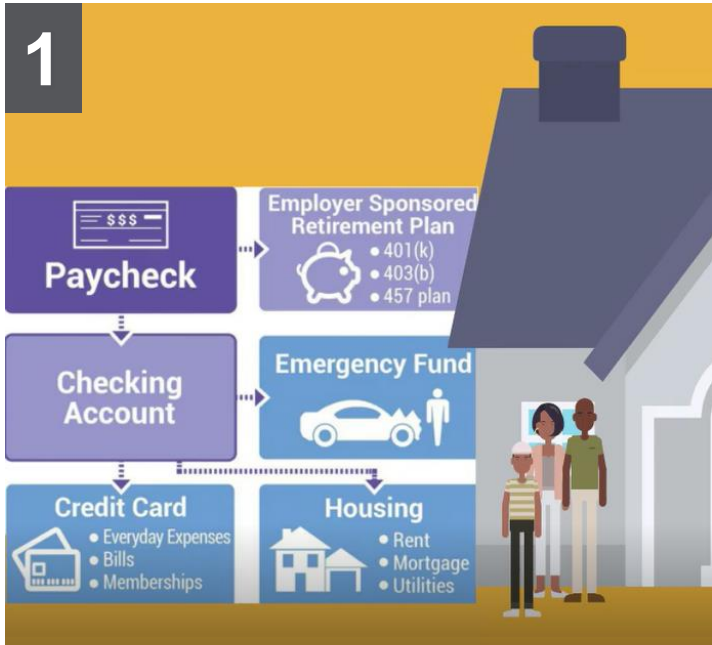 1
$$$
Paycheck
Employer Sponsored
Retirement Plan
• 401(k)
• 403(b)
• 457 plan
Checking
Account
Emergency Fund
Credit Card
• Everyday Expenses
• Bills
• Memberships
Housing
• Rent
• Mortgage
• Utilities